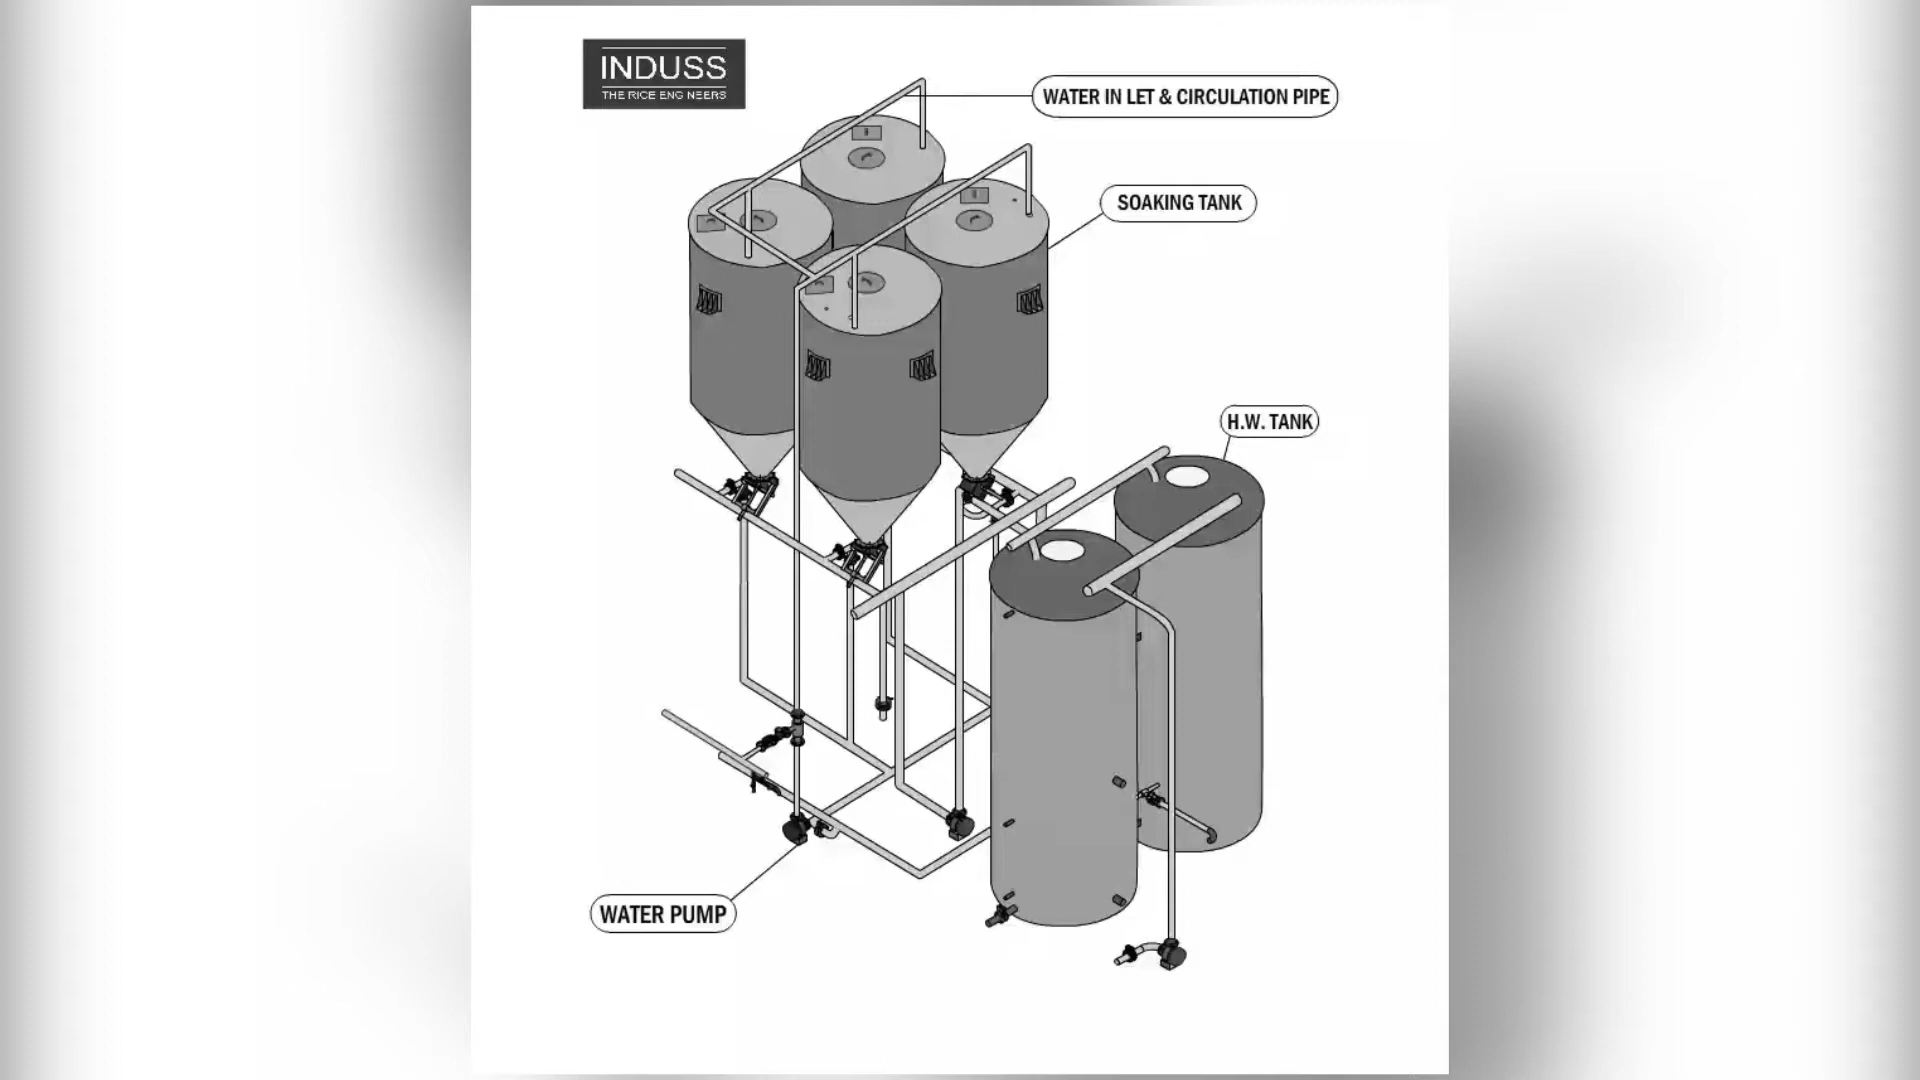 INDUSS
THE RICE ENG NEERS
WATER IN LET & CIRCULATION PIPE
SOAKING TANK
H.W. TANK
WATER PUMP